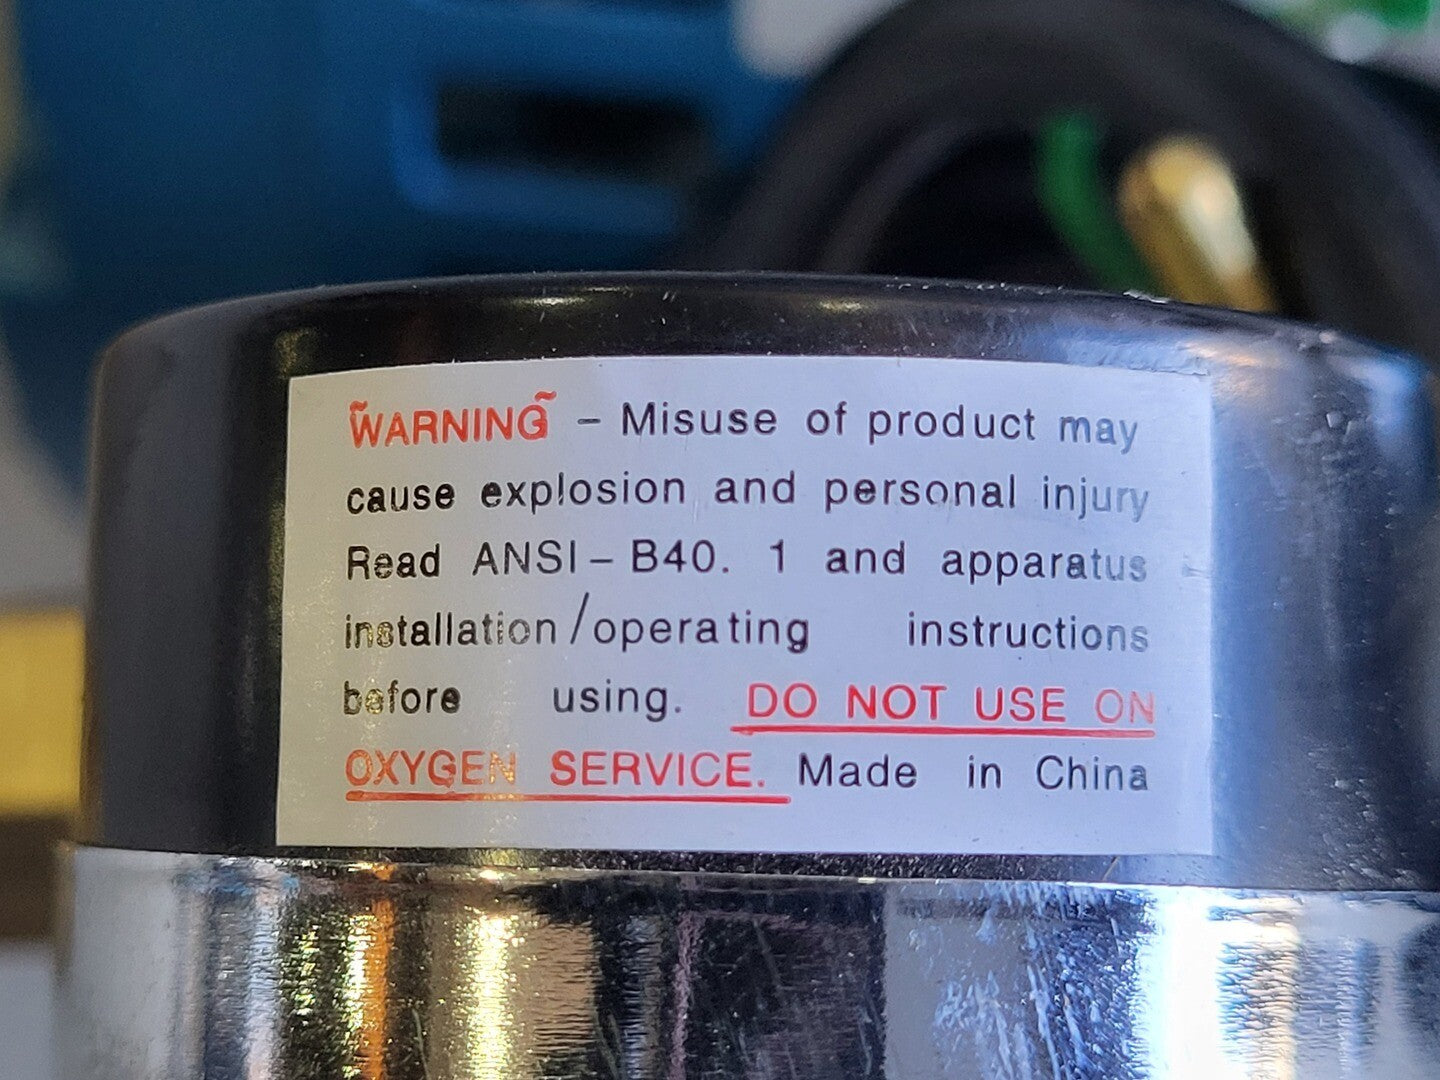 WARNING – Misuse of product may
cause explosion and personal injury
Read ANSI – B40. 1 and apparatus
installation/operating instructions
before using. DO NOT USE ON
OXYGEN SERVICE. Made in China